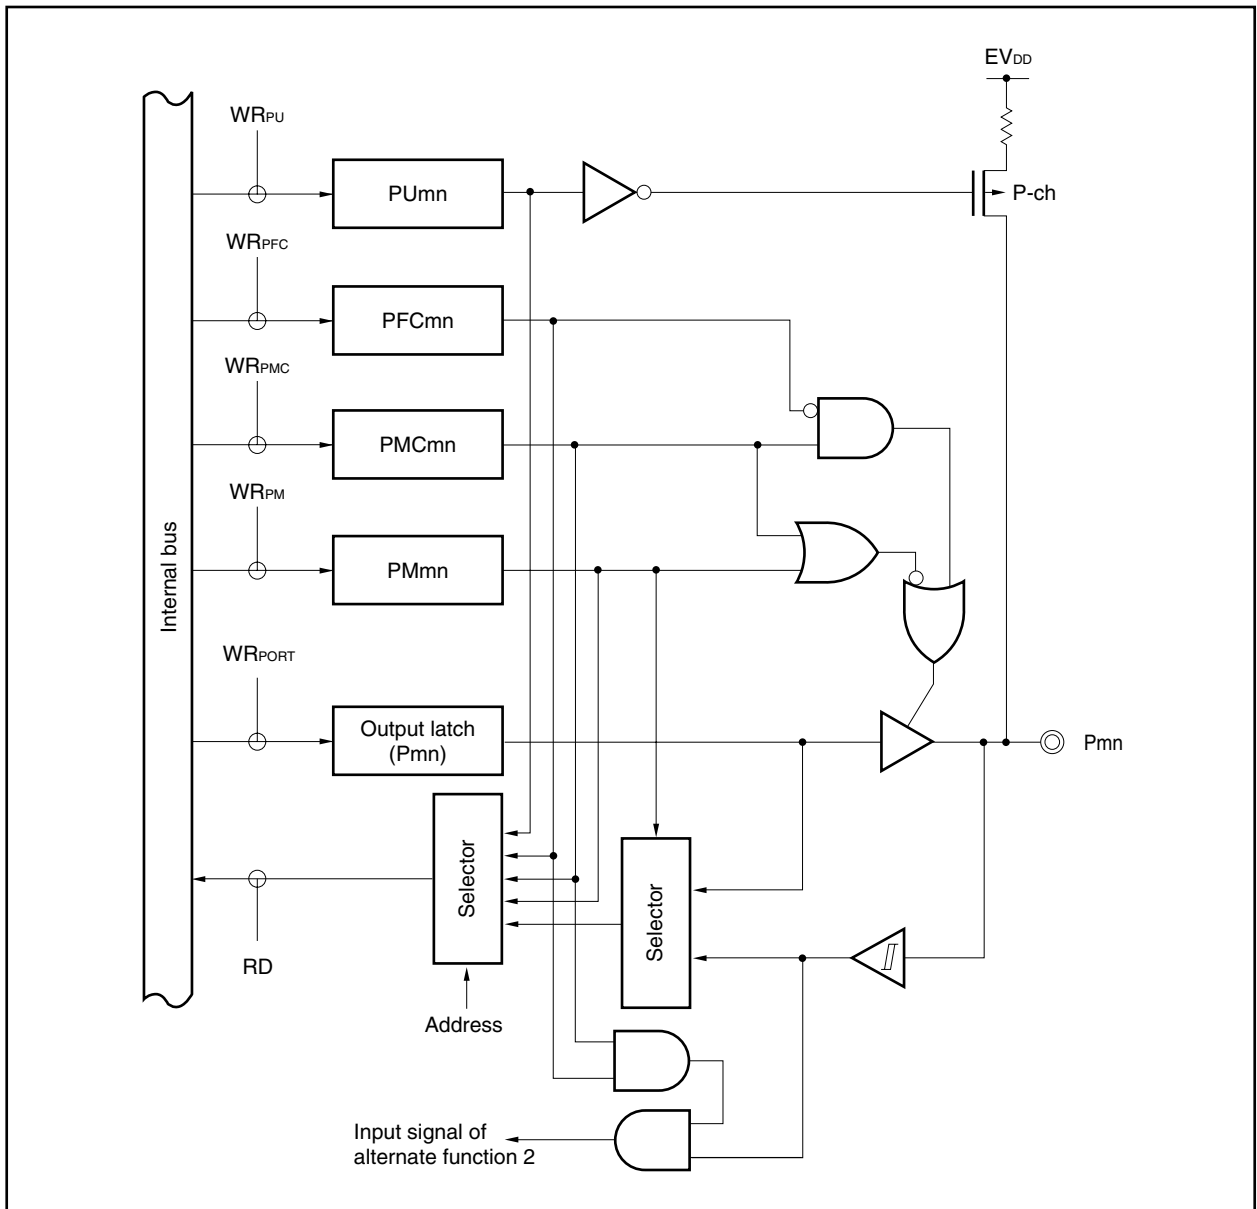 EVDD
WRPU
PUmn
P-ch
WRPFC
PFCmn
WRPMC
PMCmn
WRPM
PMmn
Internal bus
WRPORT
Output latch
(Pmn)
Pmn
Selector
Selector
RD
Address
Input signal of
alternate function 2